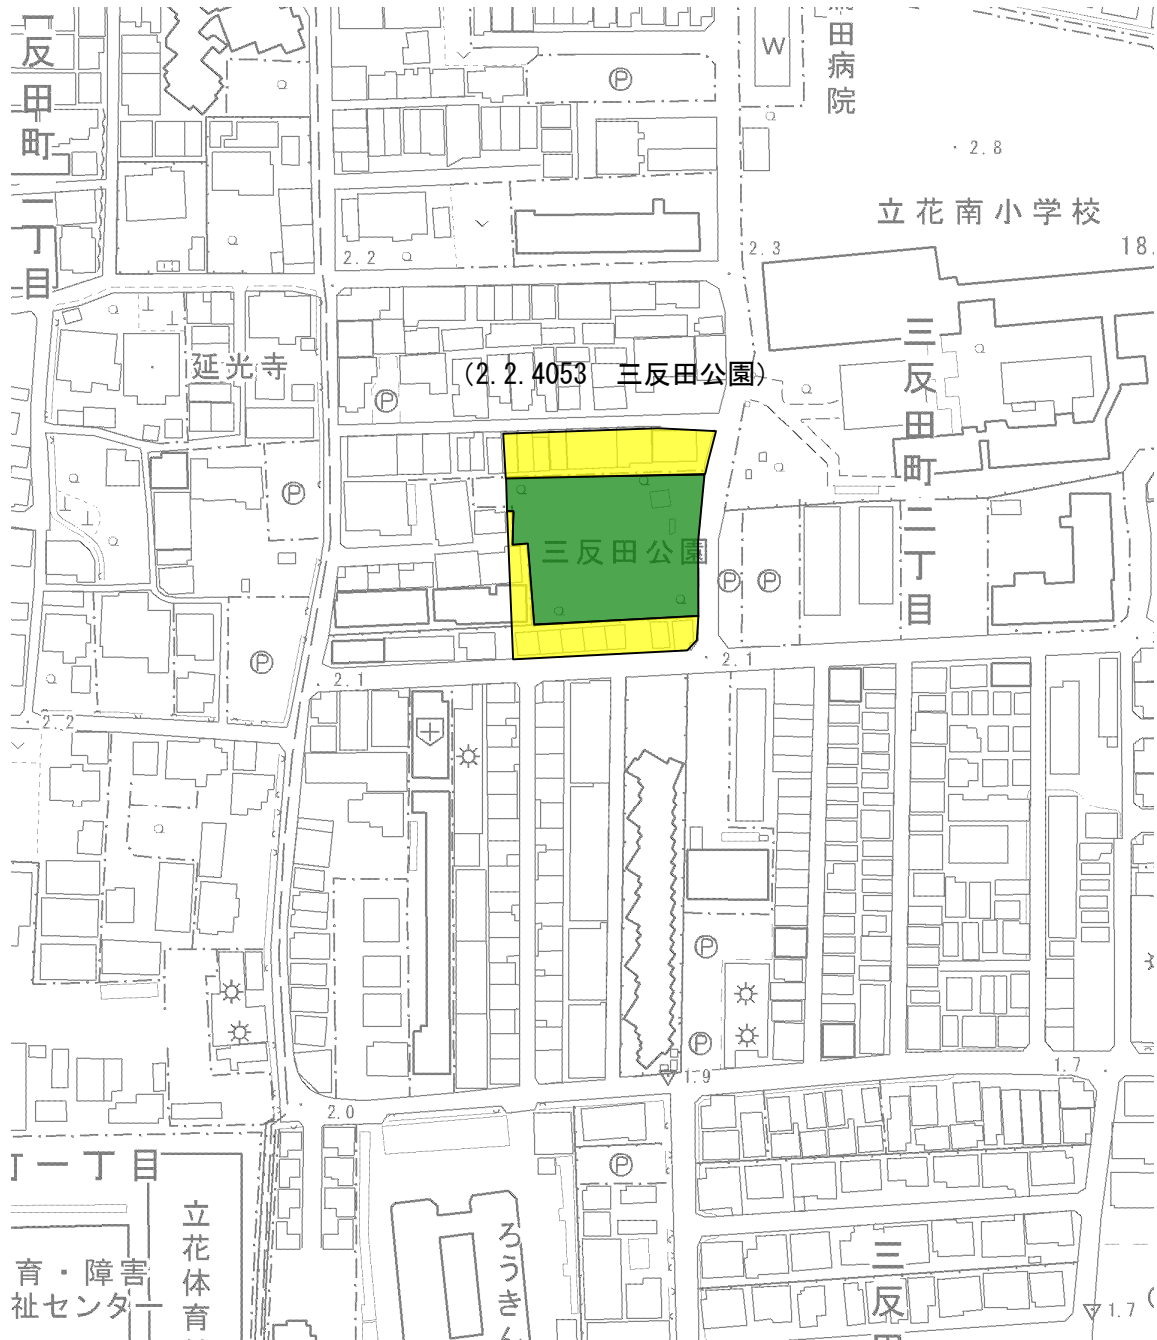 三反田町一丁目
田病院
W
Ⓟ
2.8
立花南小学校
2.2
2.3
18.
延光寺
(2.2.4053 三反田公園)
三反田町二丁目
Ⓟ
Ⓟ
三反田公園
Ⓟ
Ⓟ
Ⓟ
2.1
2.1
2.2
Ⓟ
Ⓟ
1.9
1.7
2.0
Ⓟ
町一丁目
立花体育
ろうきん
育・障害
祉センター
三反
1.7